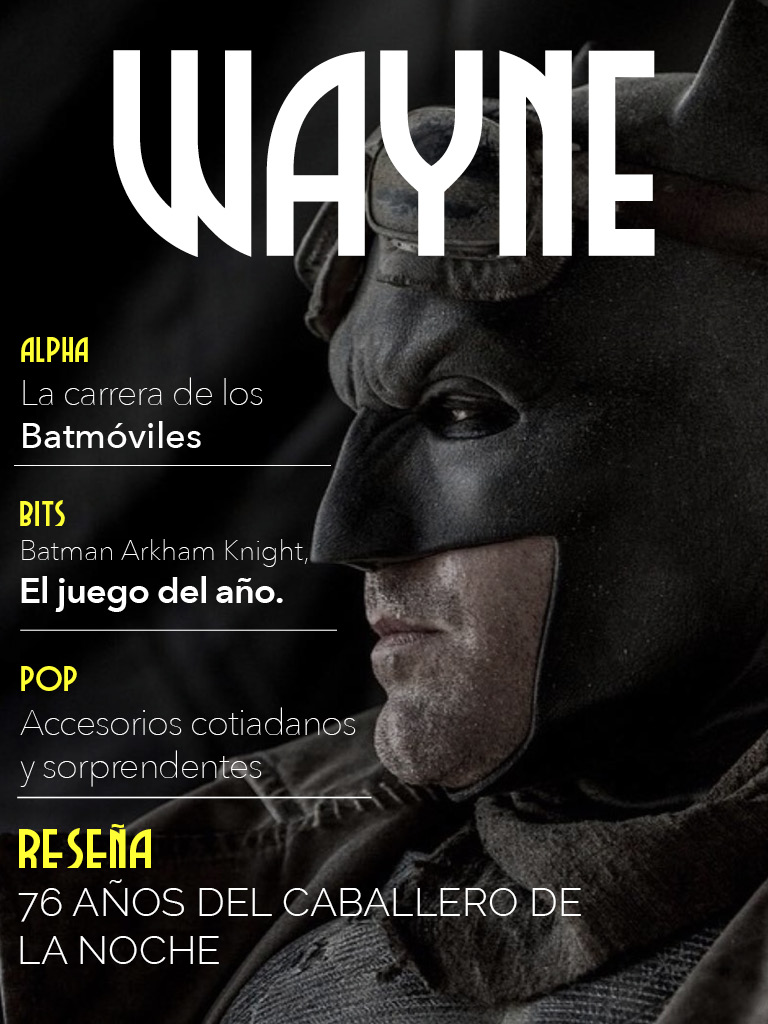 WAYNE
ALPHA
La carrera de los
Batmóviles
BITS
Batman Arkham Knight,
El juego del año.
POP
Accesorios cotiadanos
y sorprendentes
RESEÑA
76 AÑOS DEL CABALLERO DE
LA NOCHE